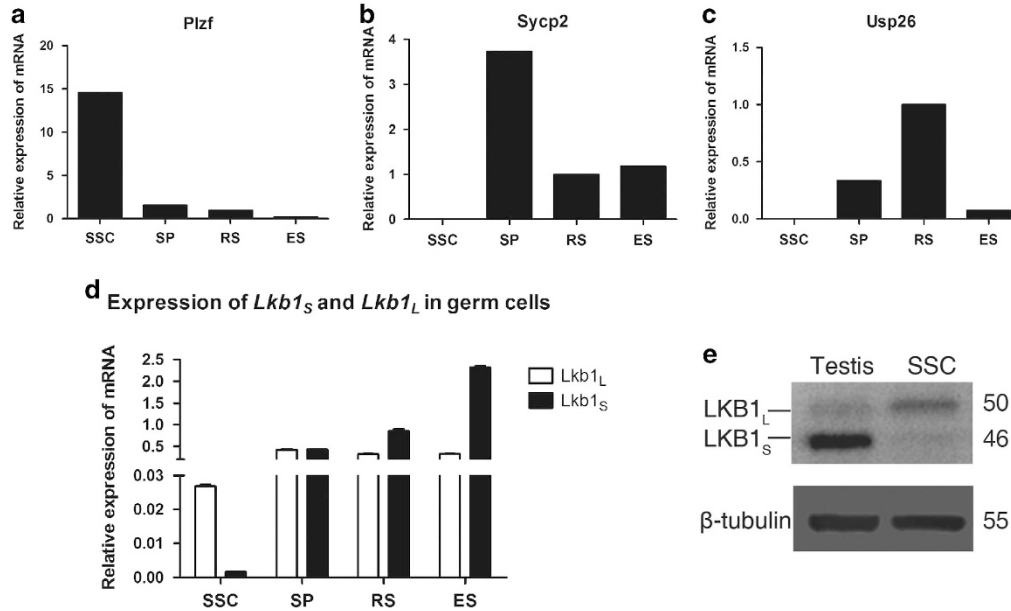 a
Plzf
Relative expression of mRNA
20
15
10
5
0
SSC SP RS ES
b
Sycp2
Relative expression of mRNA
4
3
2
1
0
SSC SP RS ES
c
Usp26
Relative expression of mRNA
1.5
1.0
0.5
0.0
SSC SP RS ES
d Expression of Lkb1S and Lkb1L in germ cells
Relative expression of mRNA
2.5
2.0
1.5
1.0
0.5
0.03
0.02
0.01
0.00
SSC SP RS ES
Lkb1L
Lkb1S
e
Testis SSC
LKB1L 50
LKB1S 46
β-tubulin 55